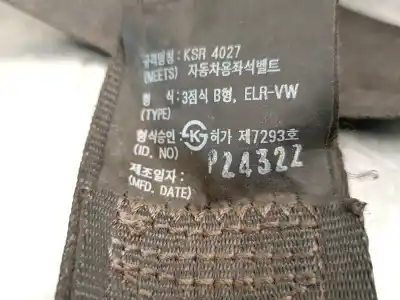 규격명칭 : KSR 4027
(MEETS) 자동차용좌석벨트
형 식 : 3점식 B형, ELR-VW
(TYPE)
형식승인 K 허가 제7293호
(ID. NO)
P24322
제조일자 :
(MFD. DATE)